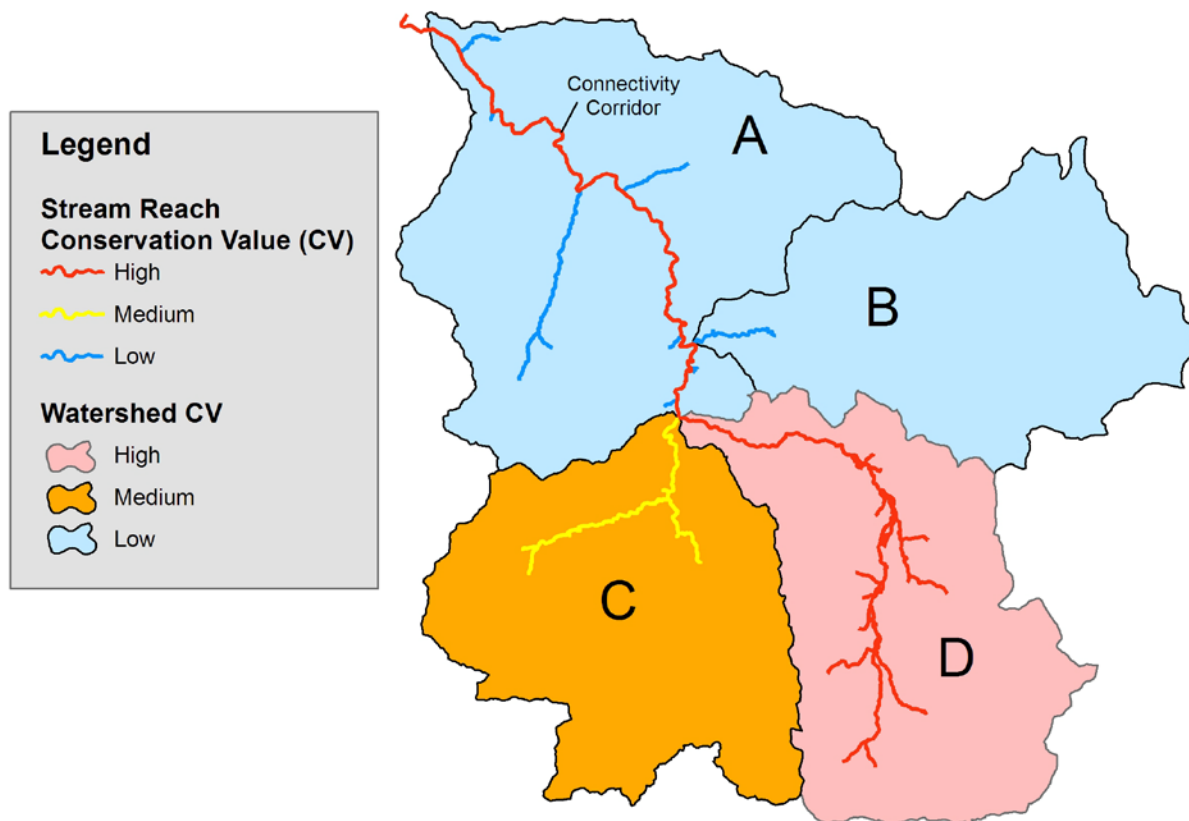 Legend
Stream Reach
Conservation Value (CV)
High
Medium
Low
Watershed CV
High
Medium
Low
Connectivity
Corridor
A
B
C
D